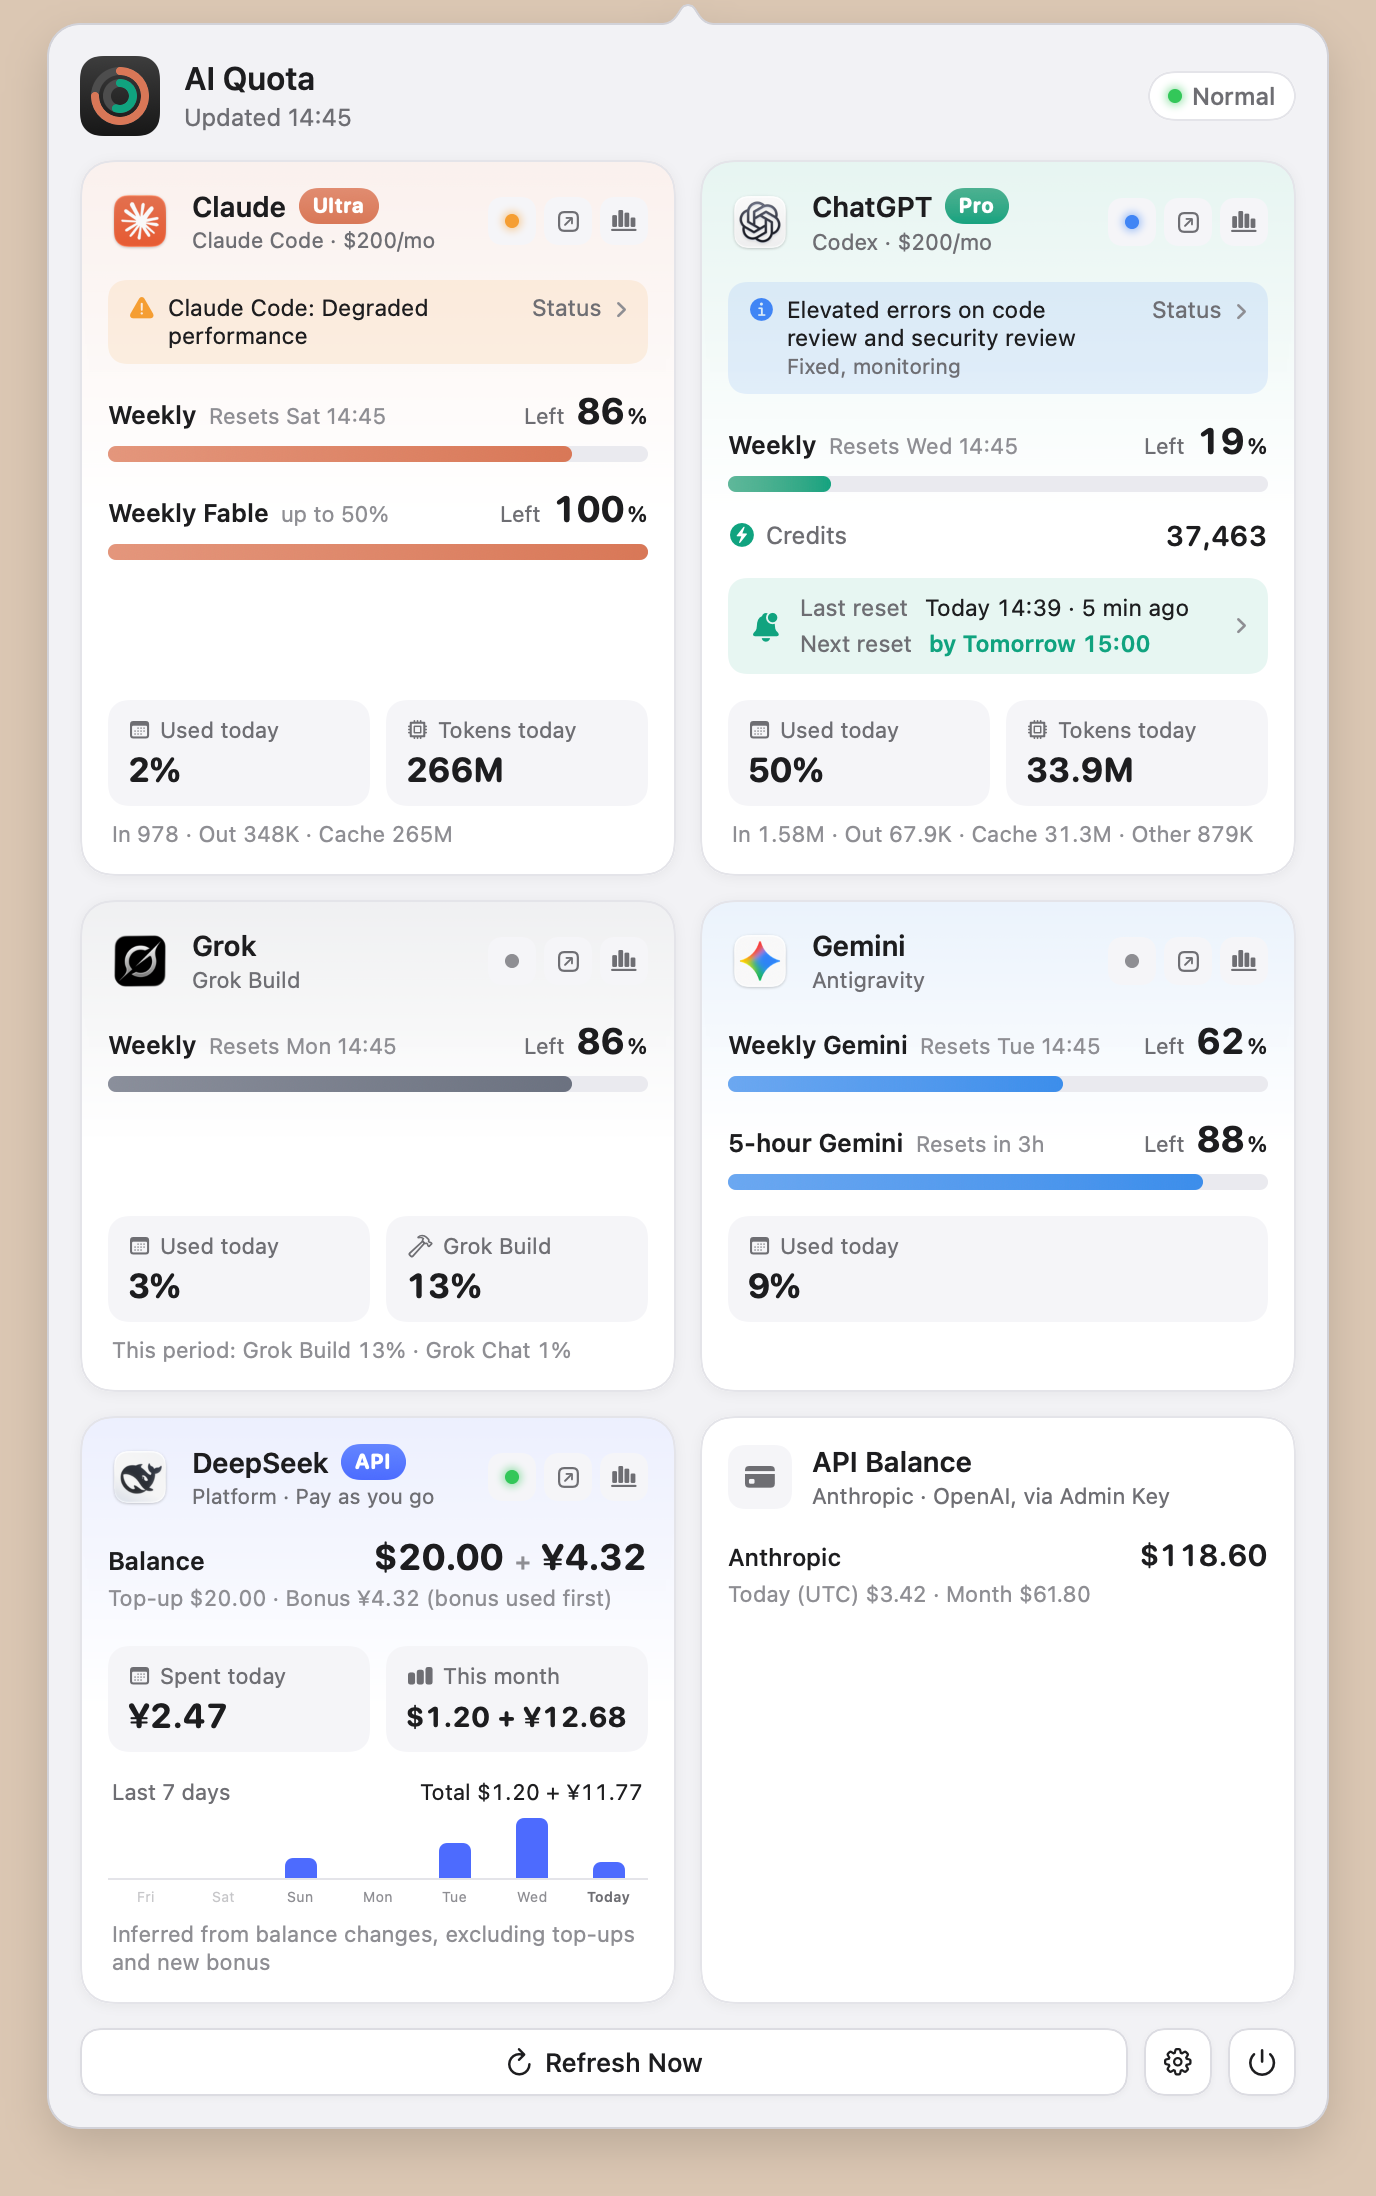 AI Quota
Updated 14:45
Normal
Claude Ultra
Claude Code · $200/mo
Claude Code: Degraded
performance
Status
Weekly Resets Sat 14:45 Left 86%
Weekly Fable up to 50% Left 100%
Used today
2%
Tokens today
266M
In 978 · Out 348K · Cache 265M
ChatGPT Pro
Codex · $200/mo
Elevated errors on code
review and security review
Fixed, monitoring
Status
Weekly Resets Wed 14:45 Left 19%
Credits 37,463
Last reset Today 14:39 · 5 min ago
Next reset by Tomorrow 15:00
Used today
50%
Tokens today
33.9M
In 1.58M · Out 67.9K · Cache 31.3M · Other 879K
Grok
Grok Build
Weekly Resets Mon 14:45 Left 86%
Used today
3%
Grok Build
13%
This period: Grok Build 13% · Grok Chat 1%
Gemini
Antigravity
Weekly Gemini Resets Tue 14:45 Left 62%
5-hour Gemini Resets in 3h Left 88%
Used today
9%
DeepSeek API
Platform · Pay as you go
Balance $20.00 + ¥4.32
Top-up $20.00 · Bonus ¥4.32 (bonus used first)
Spent today
¥2.47
This month
$1.20 + ¥12.68
Last 7 days Total $1.20 + ¥11.77
Fri Sat Sun Mon Tue Wed Today
Inferred from balance changes, excluding top-ups
and new bonus
API Balance
Anthropic · OpenAI, via Admin Key
Anthropic $118.60
Today (UTC) $3.42 · Month $61.80
Refresh Now